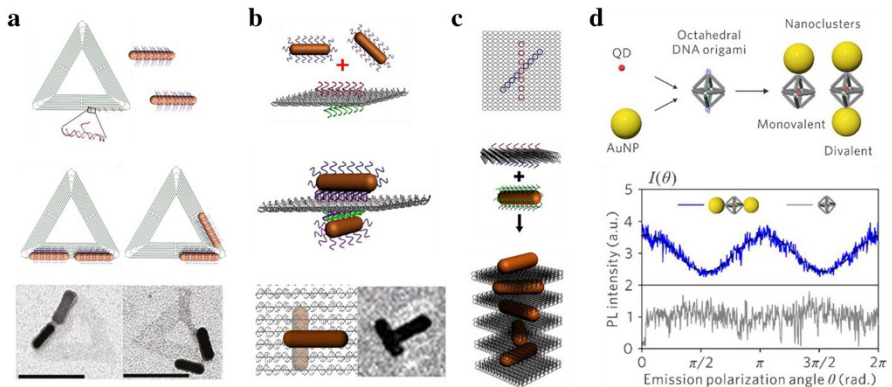 a
b
c
d
QD
Octahedral
DNA origami
Nanoclusters
AuNP
Monovalent
Divalent
I(θ)
PL intensity (a.u.)
5
4
3
2
1
0
π/2
π
3π/2
2π
Emission polarization angle θ (rad.)